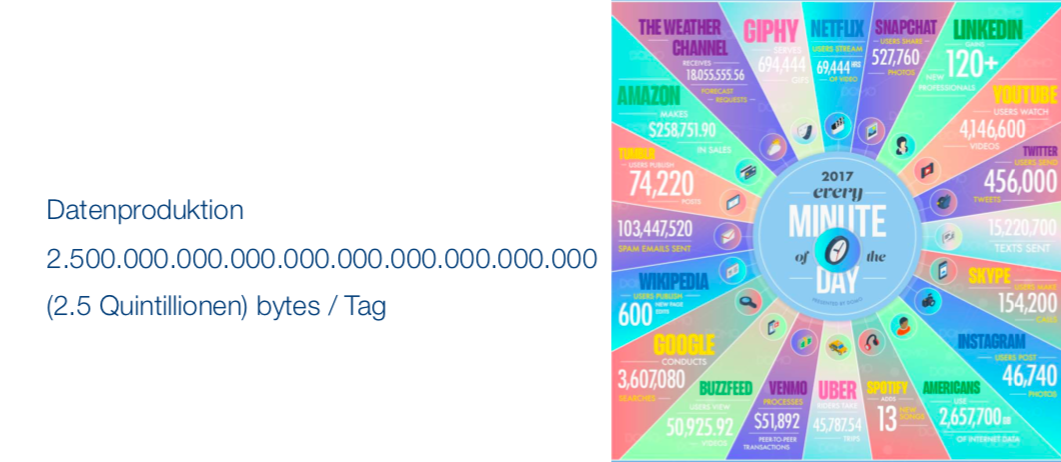 Datenproduktion
2.500.000.000.000.000.000.000.000.000.000
(2.5 Quintillionen) bytes / Tag
THE WEATHER
CHANNEL
RECEIVES
18,055,555.56
FORECAST
REQUESTS
GIPHY
SERVES
694,444
GIFS
NETFLIX
USERS STREAM
69,444 HRS
OF VIDEO
SNAPCHAT
USERS SHARE
527,760
PHOTOS
LINKEDIN
GAINS
120+
NEW
PROFESSIONALS
YOUTUBE
USERS WATCH
4,146,600
VIDEOS
TWITTER
USERS SEND
456,000
TWEETS
15,220,700
TEXTS SENT
SKYPE
USERS MAKE
154,200
CALLS
INSTAGRAM
USERS POST
46,740
PHOTOS
AMERICANS
USE
2,657,700 GB
OF INTERNET DATA
SPOTIFY
ADDS
13 NEW
SONGS
UBER
RIDERS TAKE
45,787.54
TRIPS
VENMO
PROCESSES
$51,892
PEER-TO-PEER
TRANSACTIONS
BUZZFEED
USERS VIEW
50,925.92
VIDEOS
GOOGLE
CONDUCTS
3,607,080
SEARCHES
WIKIPEDIA
USERS PUBLISH
600 NEW PAGE
EDITS
103,447,520
SPAM EMAILS SENT
TUMBLR
USERS PUBLISH
74,220
POSTS
AMAZON
MAKES
$258,751.90
IN SALES
2017
every
MINUTE
of the
DAY
PRESENTED BY DOMO